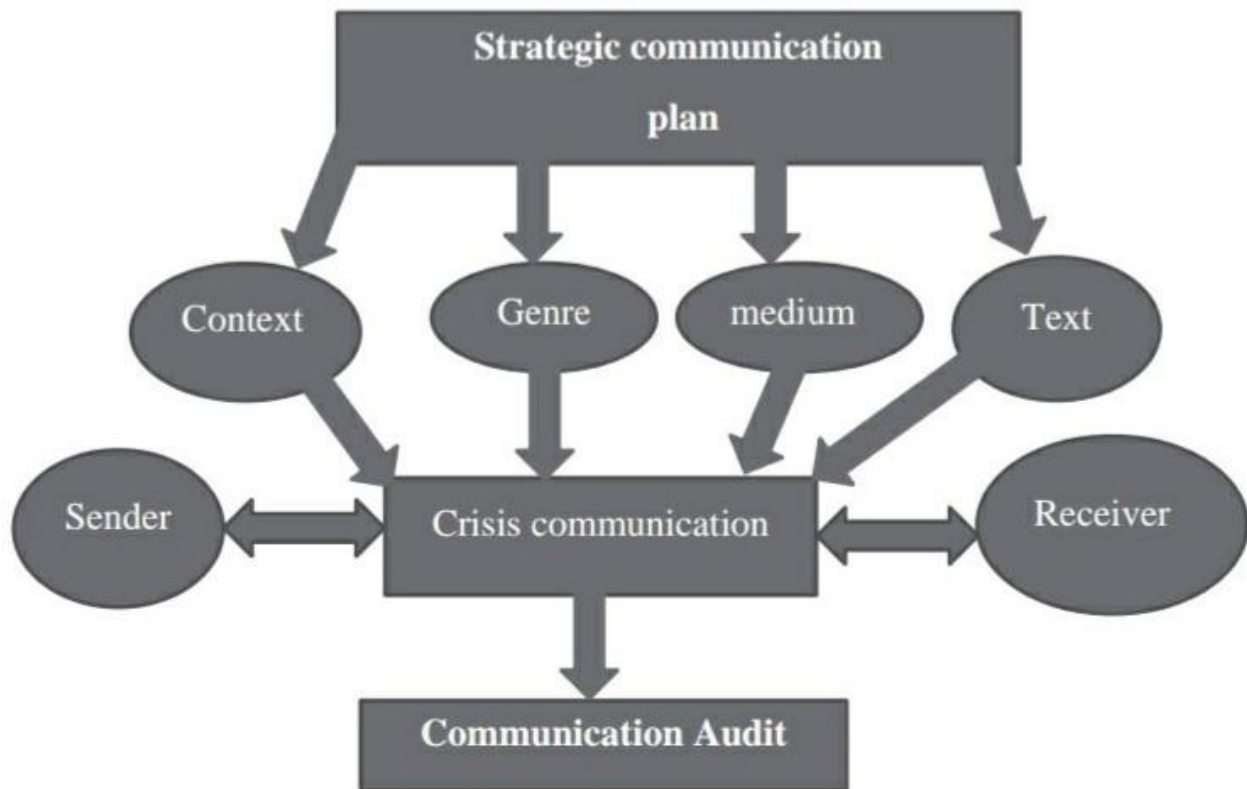 Strategic communication
plan
Context
Genre
medium
Text
Sender
Crisis communication
Receiver
Communication Audit